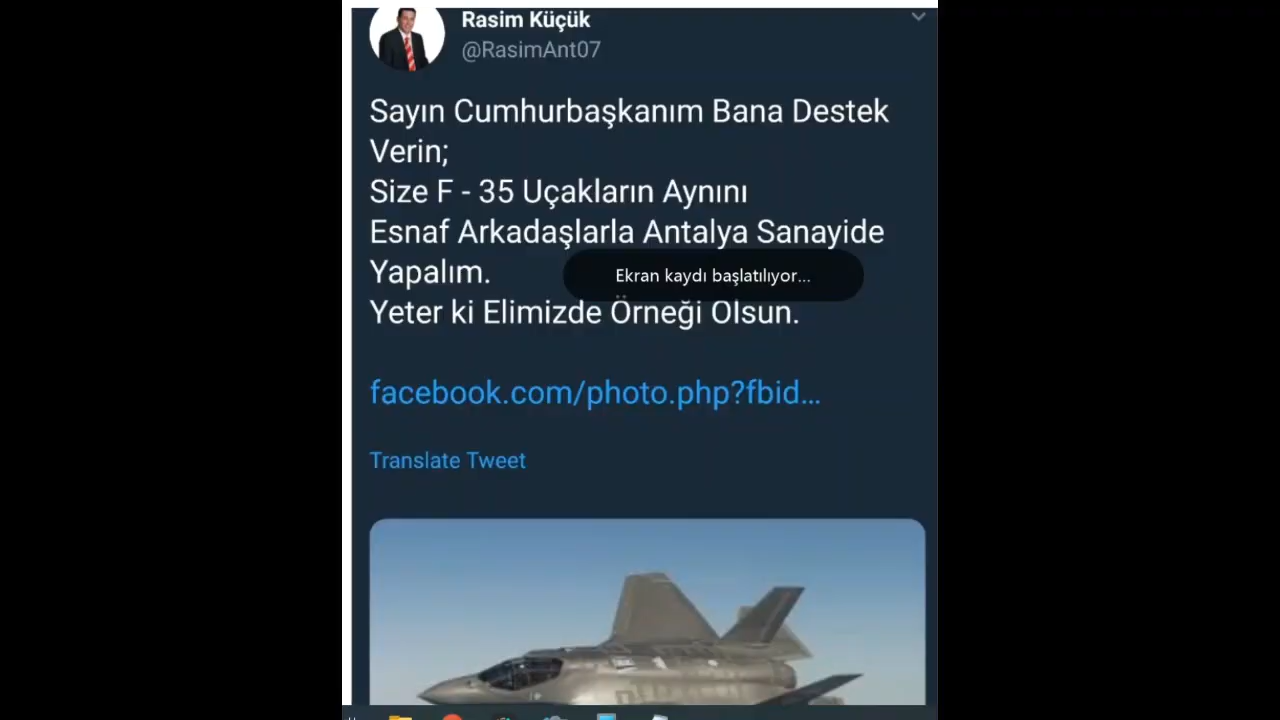 Rasim Küçük
@RasimAnt07
Sayın Cumhurbaşkanım Bana Destek
Verin;
Size F - 35 Uçakların Aynını
Esnaf Arkadaşlarla Antalya Sanayide
Yapalım.
Ekran kaydı başlatılıyor...
Yeter ki Elimizde Örneği Olsun.
facebook.com/photo.php?fbid...
Translate Tweet